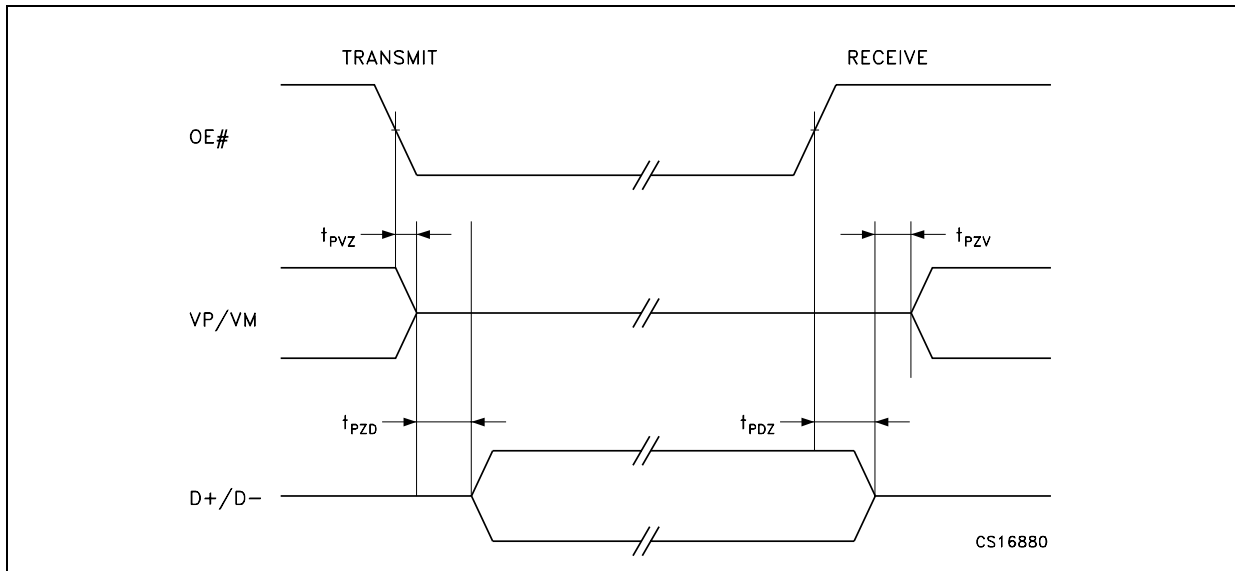 TRANSMIT RECEIVE
OE#
tPVZ tPZV
VP/VM
tPZD tPDZ
D+/D-
CS16880